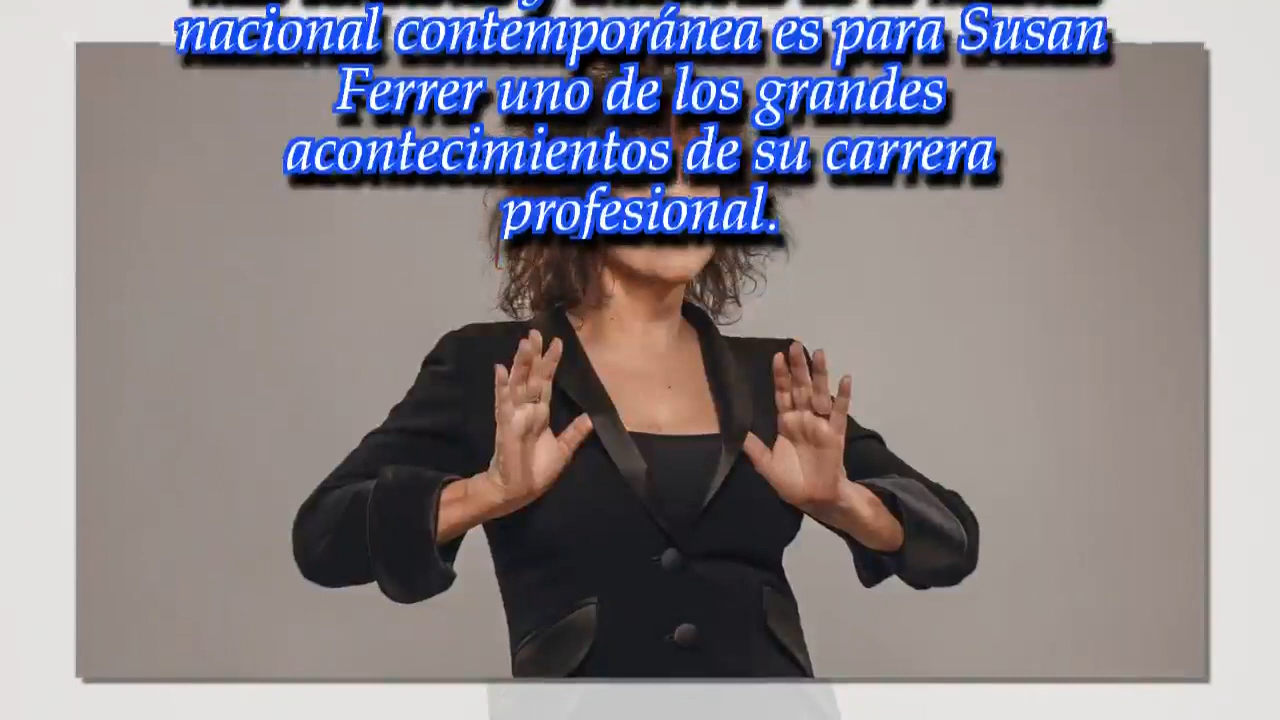 nacional contemporánea es para Susan
Ferrer uno de los grandes
acontecimientos de su carrera
profesional.